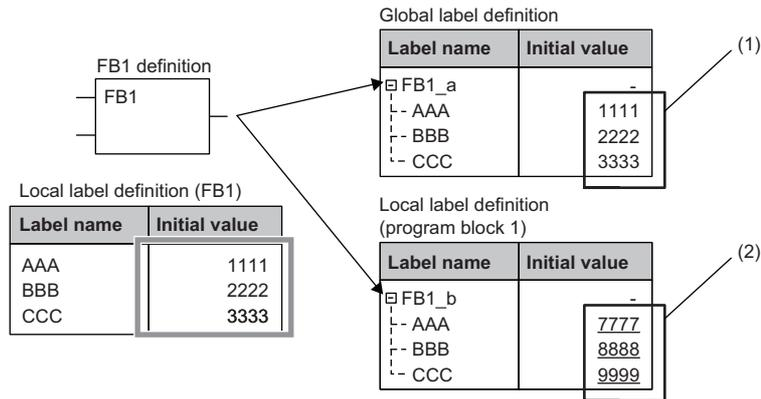 FB1 definition
FB1
Local label definition (FB1)
Label name Initial value
AAA 1111
BBB 2222
CCC 3333
Global label definition
Label name Initial value
FB1_a -
AAA 1111
BBB 2222
CCC 3333
(1)
Local label definition
(program block 1)
Label name Initial value
FB1_b -
AAA 7777
BBB 8888
CCC 9999
(2)